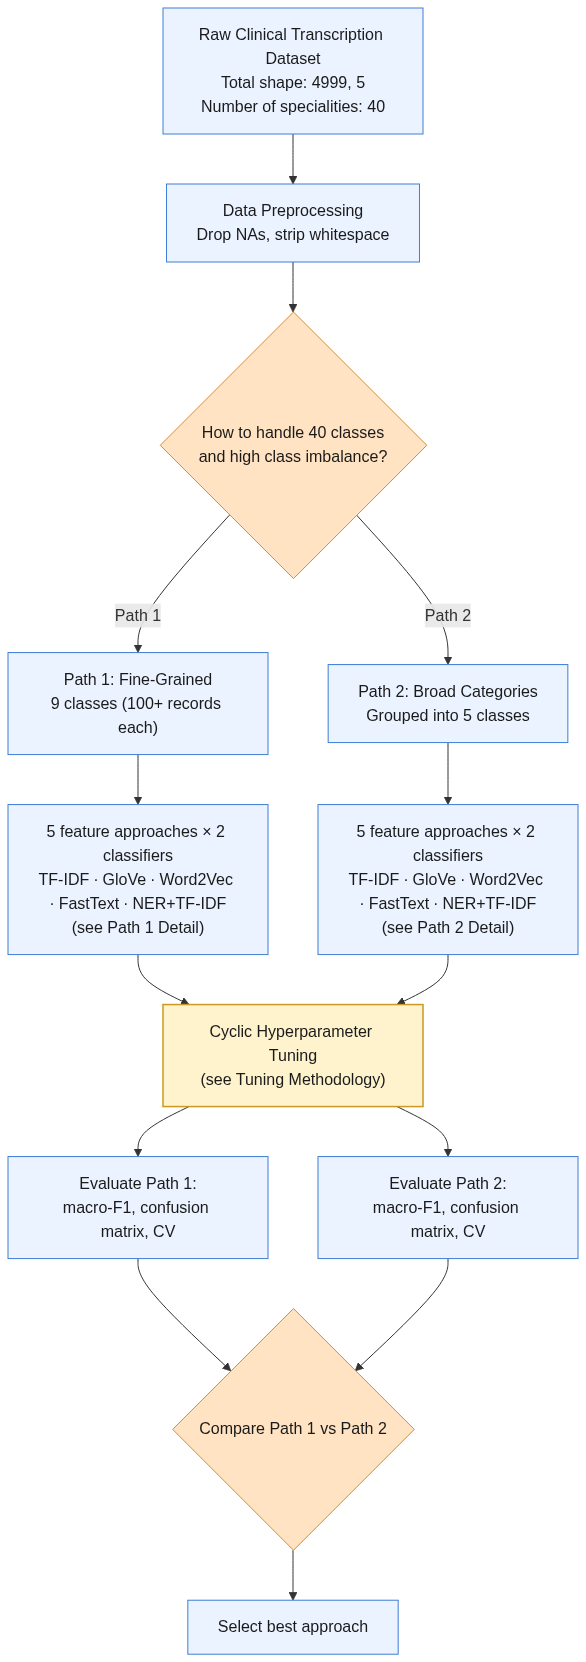 Raw Clinical Transcription
Dataset
Total shape: 4999, 5
Number of specialities: 40
Data Preprocessing
Drop NAs, strip whitespace
How to handle 40 classes
and high class imbalance?
Path 1
Path 2
Path 1: Fine-Grained
9 classes (100+ records
each)
Path 2: Broad Categories
Grouped into 5 classes
5 feature approaches × 2
classifiers
TF-IDF · GloVe · Word2Vec
· FastText · NER+TF-IDF
(see Path 1 Detail)
5 feature approaches × 2
classifiers
TF-IDF · GloVe · Word2Vec
· FastText · NER+TF-IDF
(see Path 2 Detail)
Cyclic Hyperparameter
Tuning
(see Tuning Methodology)
Evaluate Path 1:
macro-F1, confusion
matrix, CV
Evaluate Path 2:
macro-F1, confusion
matrix, CV
Compare Path 1 vs Path 2
Select best approach